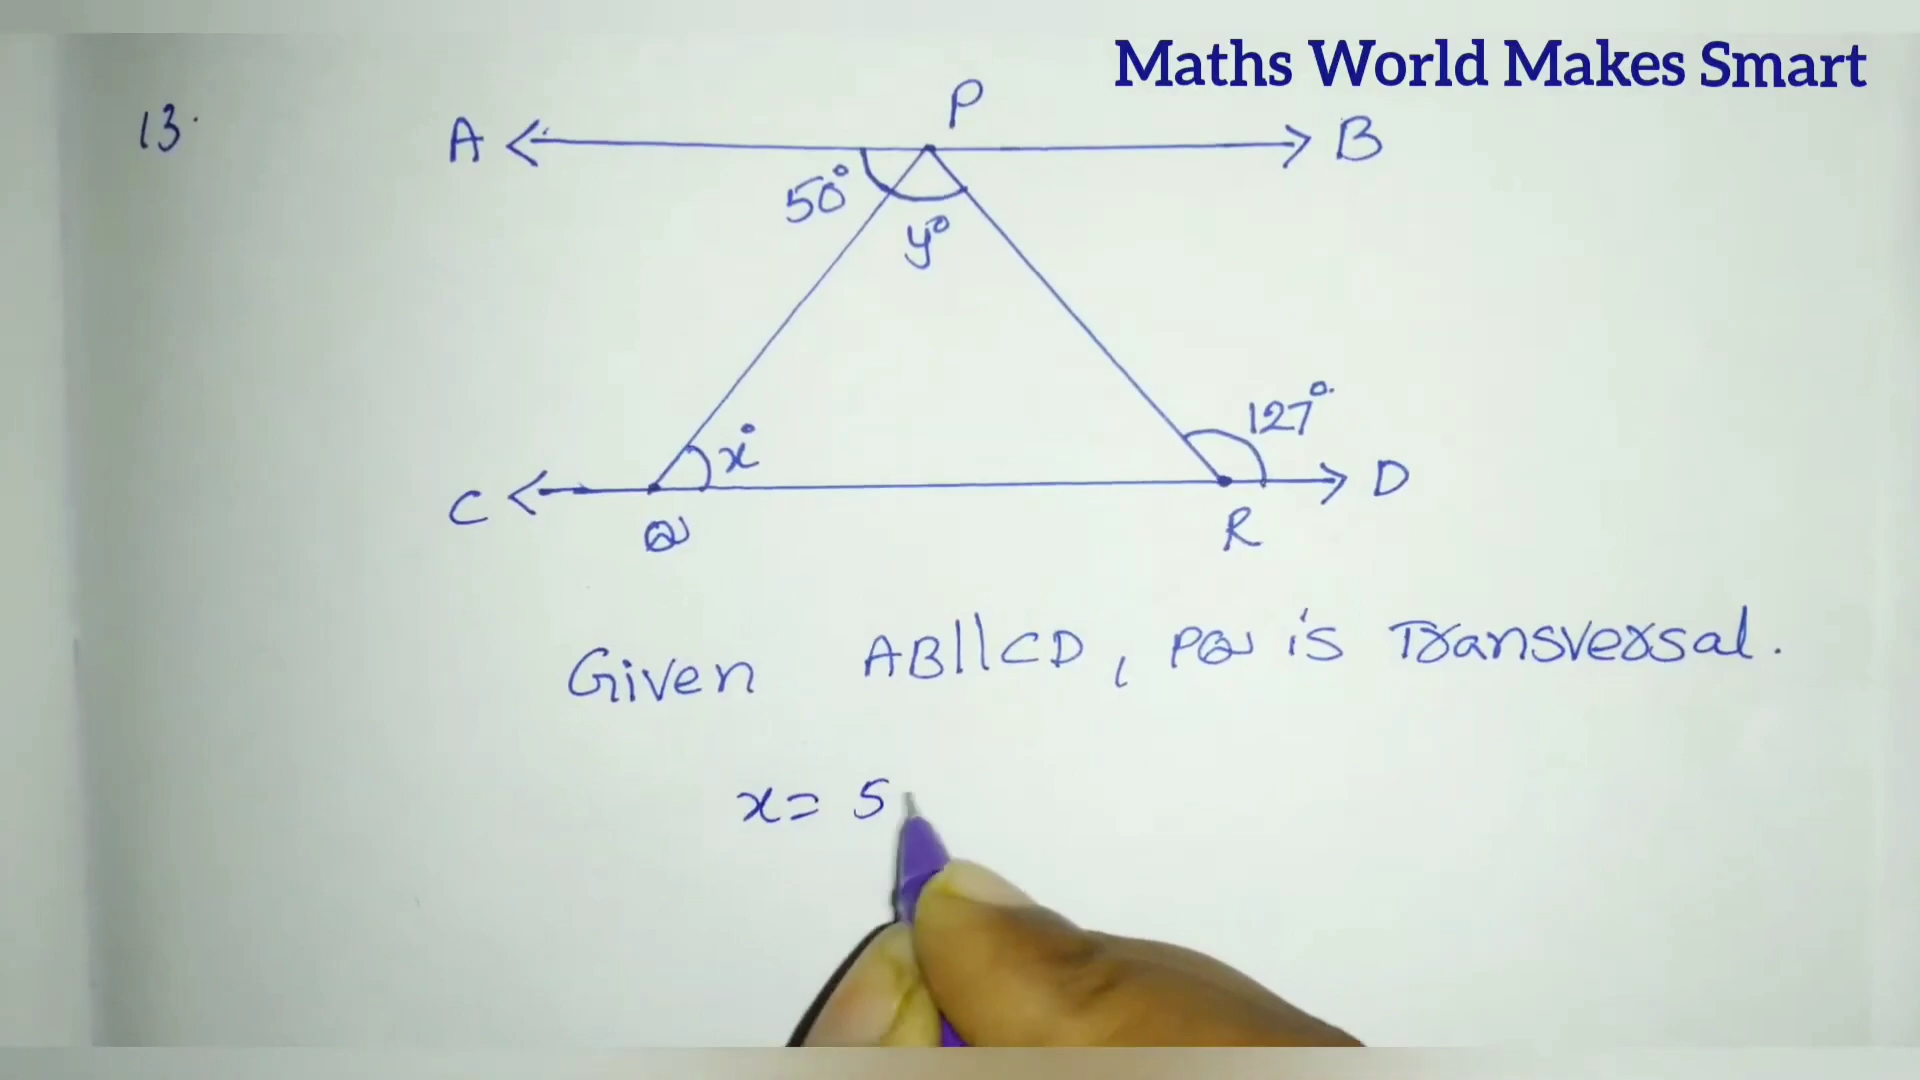 Maths World Makes Smart
13.
P
A B
50°
y°
127°
x°
C D
Q R
Given AB||CD, PQ is Transversal.
x= 5